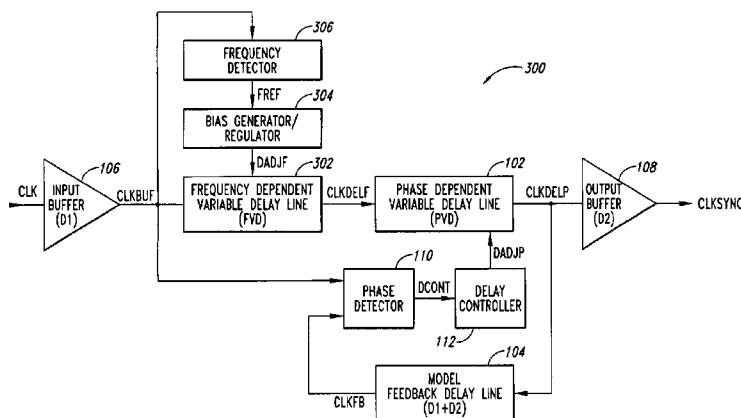 306
FREQUENCY
DETECTOR
300
FREF
304
BIAS GENERATOR/
REGULATOR
106
DADJF
302
102
108
CLK
INPUT
BUFFER
(D1)
CLKBUF
FREQUENCY DEPENDENT
VARIABLE DELAY LINE
(FVD)
CLKDELF
PHASE DEPENDENT
VARIABLE DELAY LINE
(PVD)
CLKDELP
OUTPUT
BUFFER
(D2)
CLKSYNC
110
DADJP
PHASE
DETECTOR
DCONT
DELAY
CONTROLLER
112
104
CLKFB
MODEL
FEEDBACK DELAY LINE
(D1+D2)